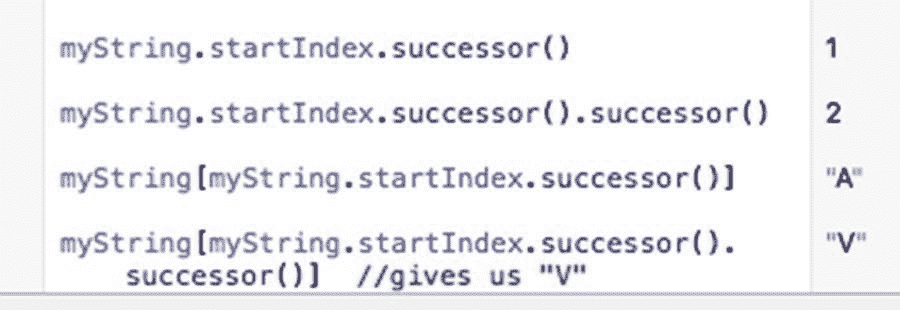 myString.startIndex.successor() 1
myString.startIndex.successor().successor() 2
myString[myString.startIndex.successor()] "A"
myString[myString.startIndex.successor(). "V"
successor()] //gives us "V"